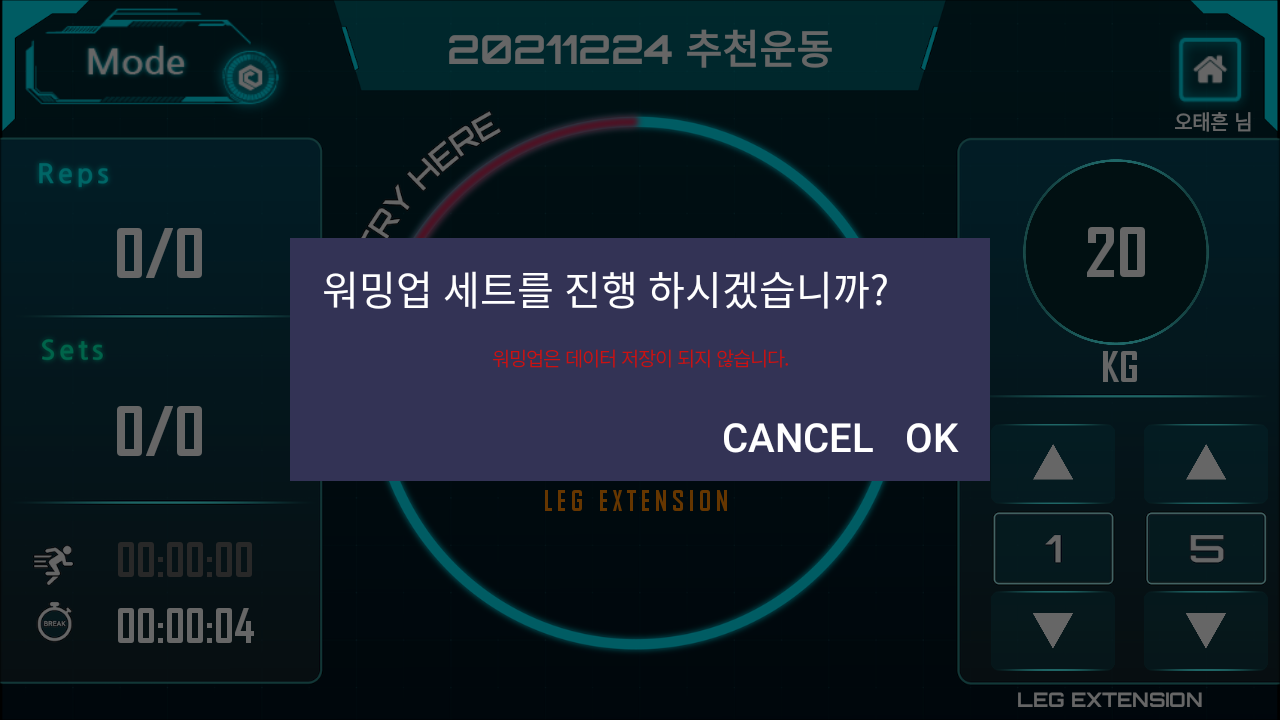 Mode
20211224 추천운동
오태흔 님
Reps
0/0
Sets
0/0
00:00:00
BREAK
00:00:04
RY HERE
워밍업 세트를 진행 하시겠습니까?
워밍업은 데이터 저장이 되지 않습니다.
CANCEL OK
LEG EXTENSION
20
KG
1 5
LEG EXTENSION